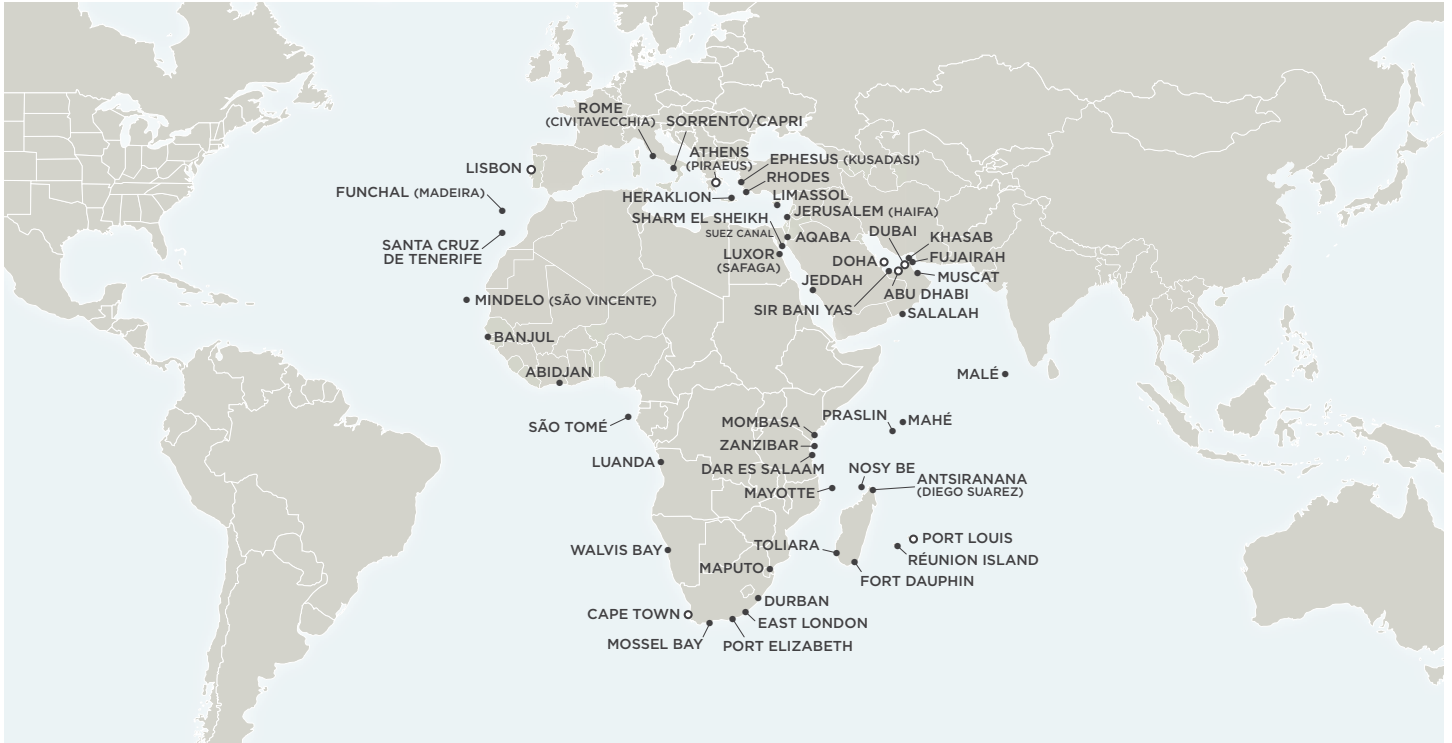 ROME
(CIVITAVECCHIA)
SORRENTO/CAPRI
LISBON
ATHENS
(PIRAEUS)
EPHESUS (KUSADASI)
RHODES
FUNCHAL (MADEIRA)
HERAKLION
LIMASSOL
SHARM EL SHEIKH
JERUSALEM (HAIFA)
SUEZ CANAL
AQABA
DUBAI
KHASAB
SANTA CRUZ
DE TENERIFE
LUXOR
(SAFAGA)
DOHA
FUJAIRAH
JEDDAH
MUSCAT
ABU DHABI
MINDELO (SÃO VINCENTE)
SIR BANI YAS
SALALAH
BANJUL
ABIDJAN
MALÉ
SÃO TOMÉ
MOMBASA
PRASLIN
MAHÉ
ZANZIBAR
LUANDA
DAR ES SALAAM
NOSY BE
ANTSIRANANA
(DIEGO SUAREZ)
MAYOTTE
WALVIS BAY
TOLIARA
PORT LOUIS
RÉUNION ISLAND
MAPUTO
FORT DAUPHIN
CAPE TOWN
DURBAN
EAST LONDON
MOSSEL BAY
PORT ELIZABETH